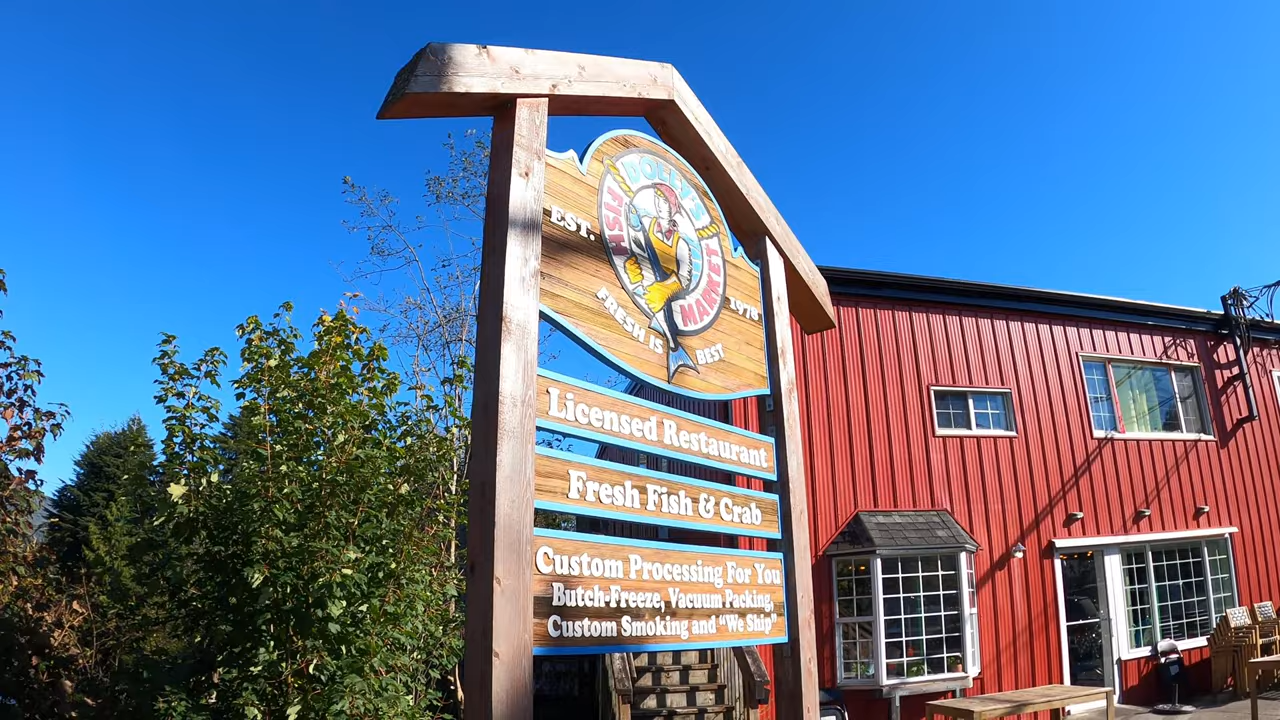 DOLLY'S
FISH MARKET
EST. 1978
FRESH IS BEST
Licensed Restaurant
Fresh Fish & Crab
Custom Processing For You
Butch-Freeze, Vacuum Packing,
Custom Smoking and "We Ship"